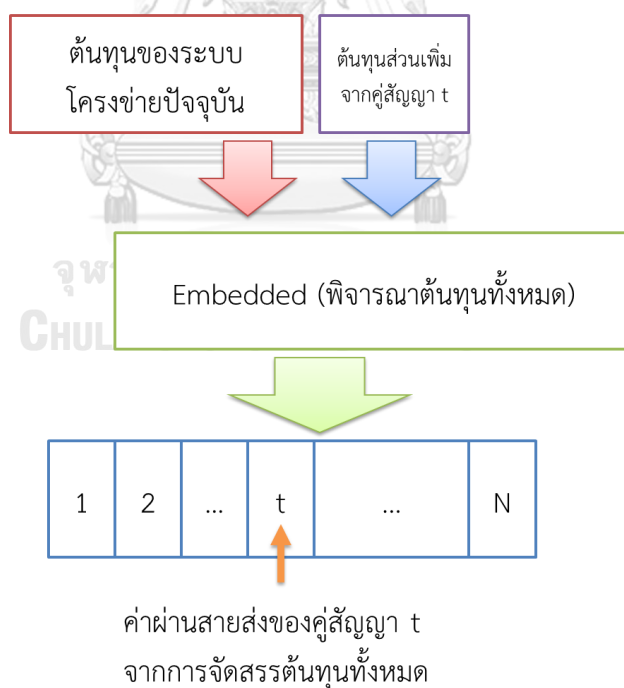 ต้นทุนของระบบ
โครงข่ายปัจจุบัน
ต้นทุนส่วนเพิ่ม
จากคู่สัญญา t
Embedded (พิจารณาต้นทุนทั้งหมด)
จุฬ
CHUL
1 2 ... t ... N
ค่าผ่านสายส่งของคู่สัญญา t
จากการจัดสรรต้นทุนทั้งหมด